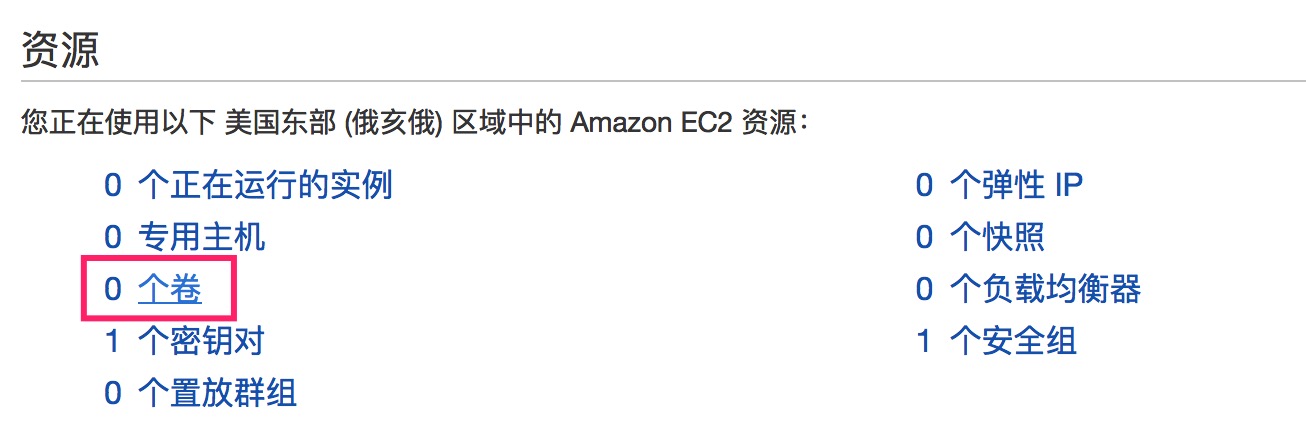 资源
您正在使用以下 美国东部 (俄亥俄) 区域中的 Amazon EC2 资源：
0 个正在运行的实例
0 个弹性 IP
0 专用主机
0 个快照
0 个卷
0 个负载均衡器
1 个密钥对
1 个安全组
0 个置放群组